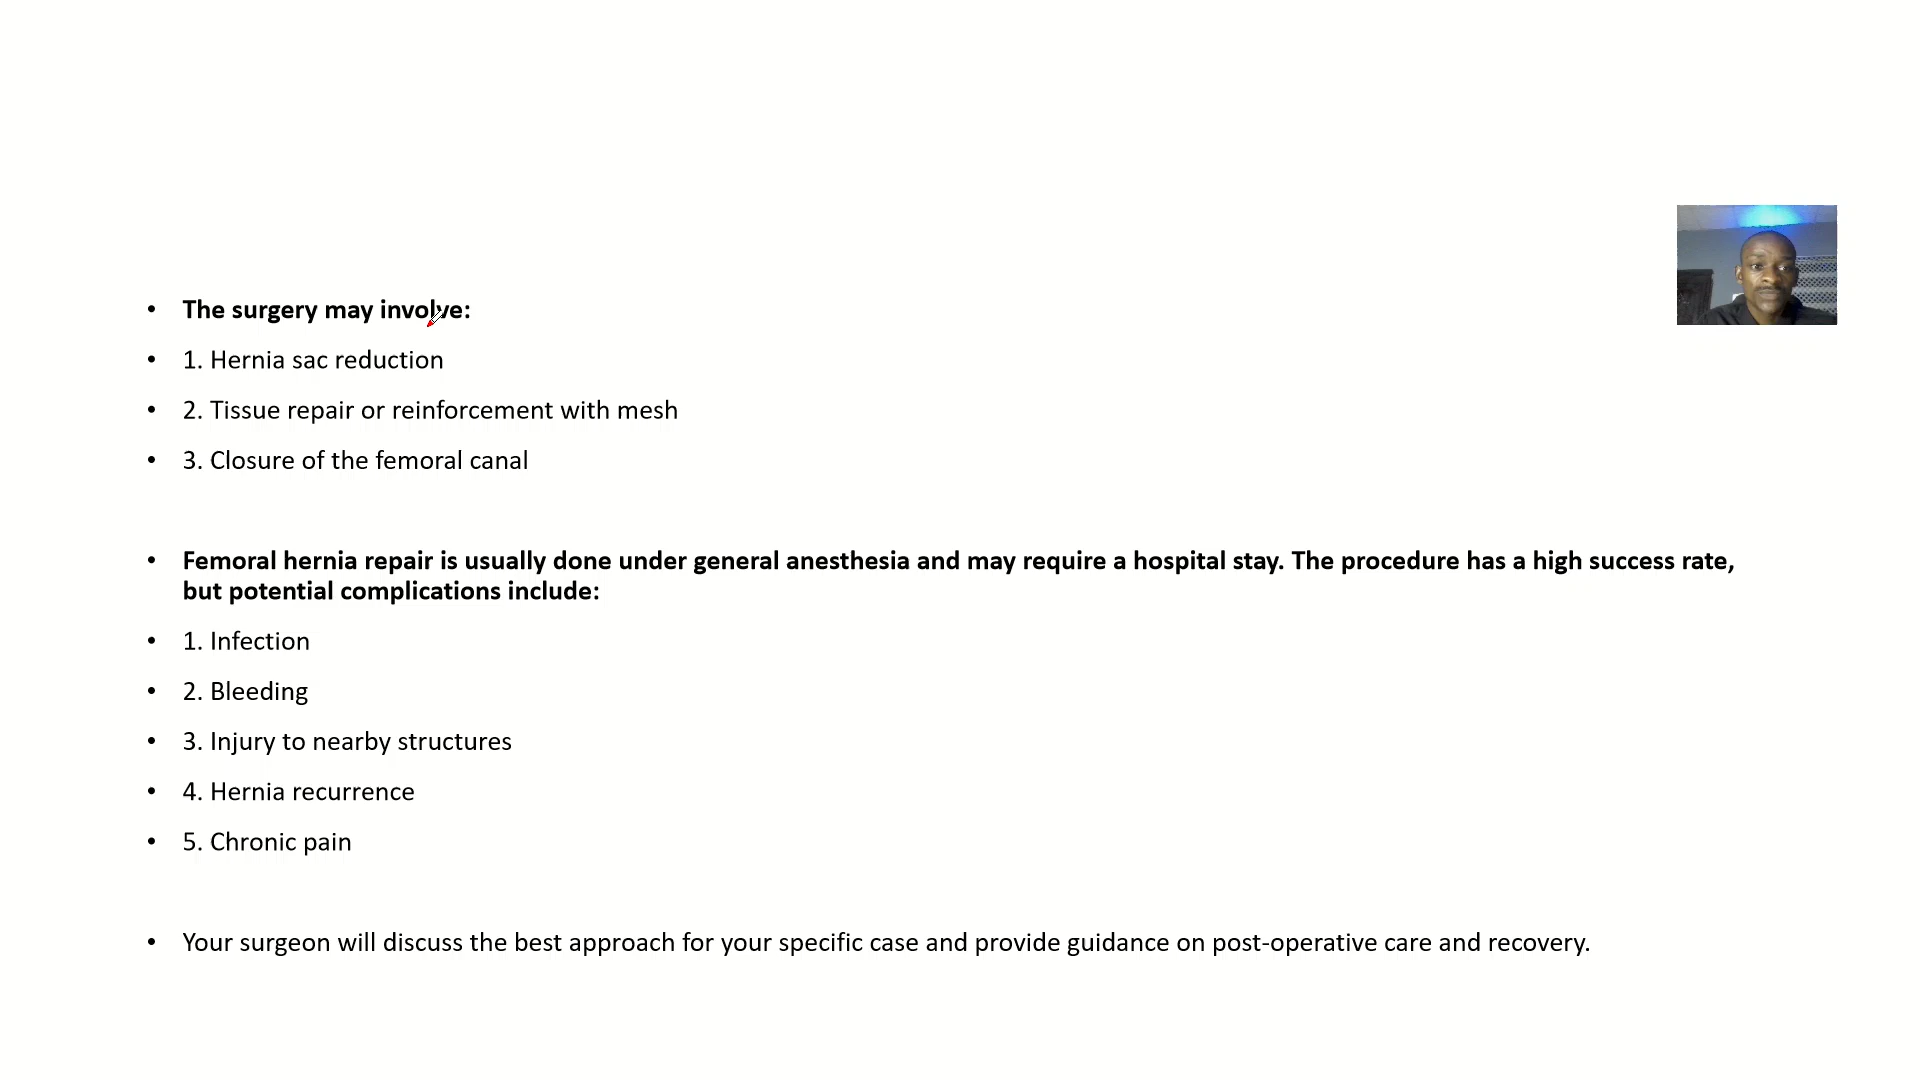 • The surgery may involve:
• 1. Hernia sac reduction
• 2. Tissue repair or reinforcement with mesh
• 3. Closure of the femoral canal
• Femoral hernia repair is usually done under general anesthesia and may require a hospital stay. The procedure has a high success rate,
but potential complications include:
• 1. Infection
• 2. Bleeding
• 3. Injury to nearby structures
• 4. Hernia recurrence
• 5. Chronic pain
• Your surgeon will discuss the best approach for your specific case and provide guidance on post-operative care and recovery.